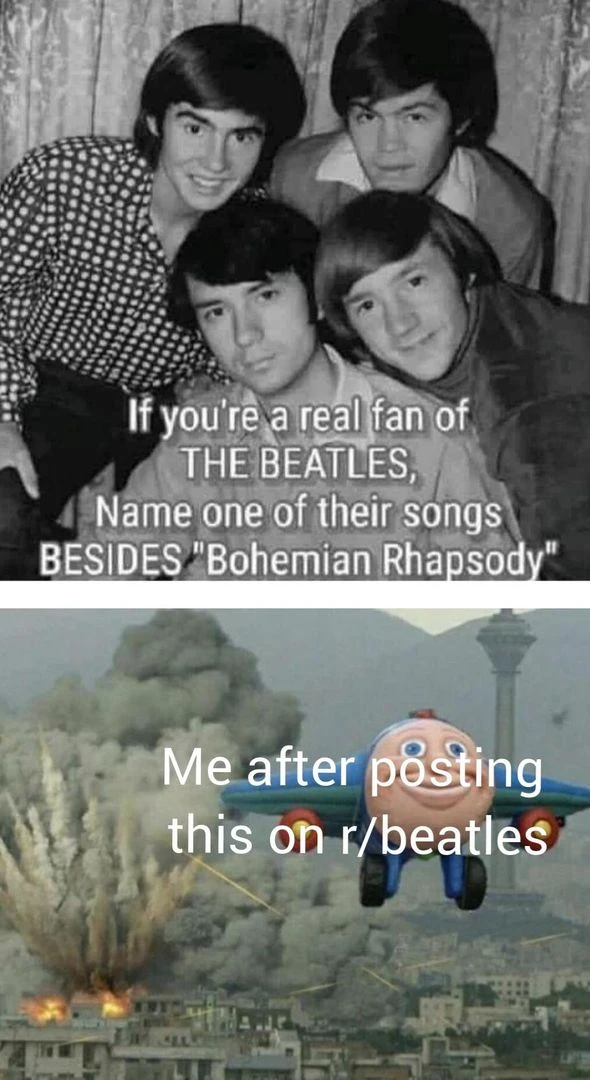 If you're a real fan of
THE BEATLES,
Name one of their songs
BESIDES "Bohemian Rhapsody"
Me after posting
this on r/beatles